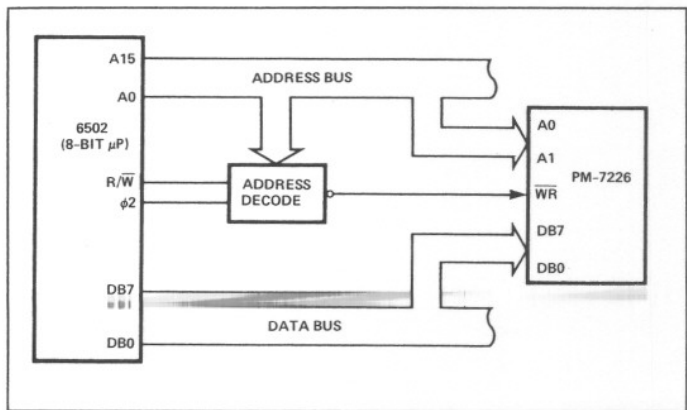 A15
ADDRESS BUS
A0
6502
(8-BIT μP)
R/W̅
ϕ2
ADDRESS
DECODE
A0
A1
PM-7226
W̅R̅
DB7
DB0
DB7
DATA BUS
DB0